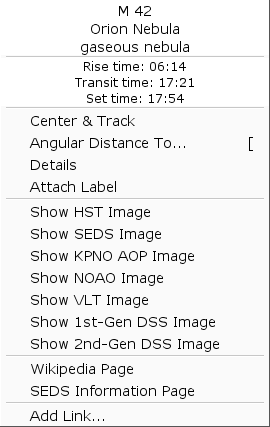 M 42
Orion Nebula
gaseous nebula
Rise time: 06:14
Transit time: 17:21
Set time: 17:54
Center & Track
Angular Distance To... [
Details
Attach Label
Show HST Image
Show SEDS Image
Show KPNO AOP Image
Show NOAO Image
Show VLT Image
Show 1st-Gen DSS Image
Show 2nd-Gen DSS Image
Wikipedia Page
SEDS Information Page
Add Link...